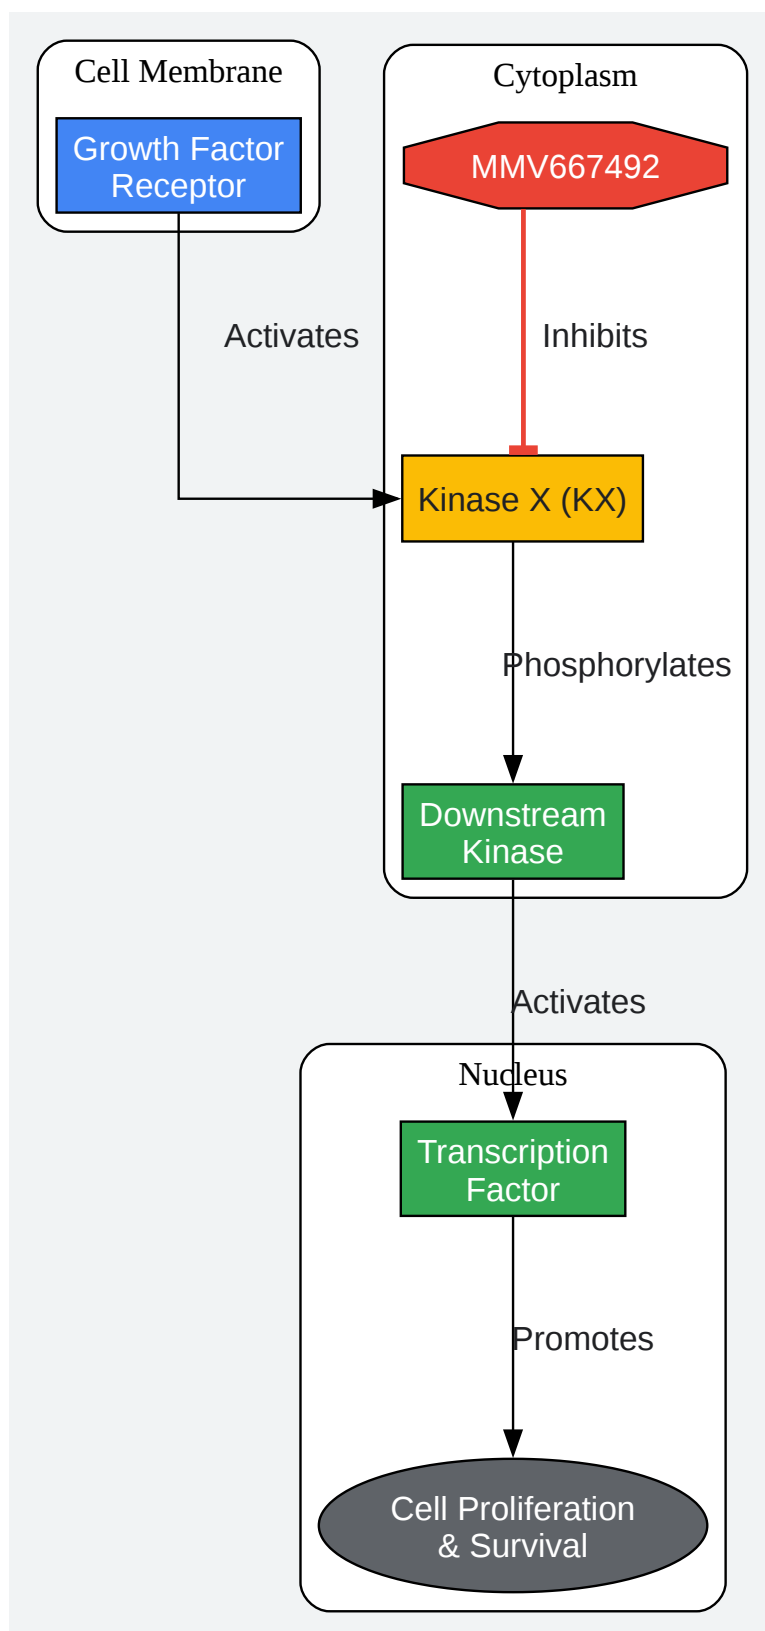 Cell Membrane
Growth Factor
Receptor
Cytoplasm
MMV667492
Activates
Inhibits
Kinase X (KX)
Phosphorylates
Downstream
Kinase
Activates
Nucleus
Transcription
Factor
Promotes
Cell Proliferation
& Survival